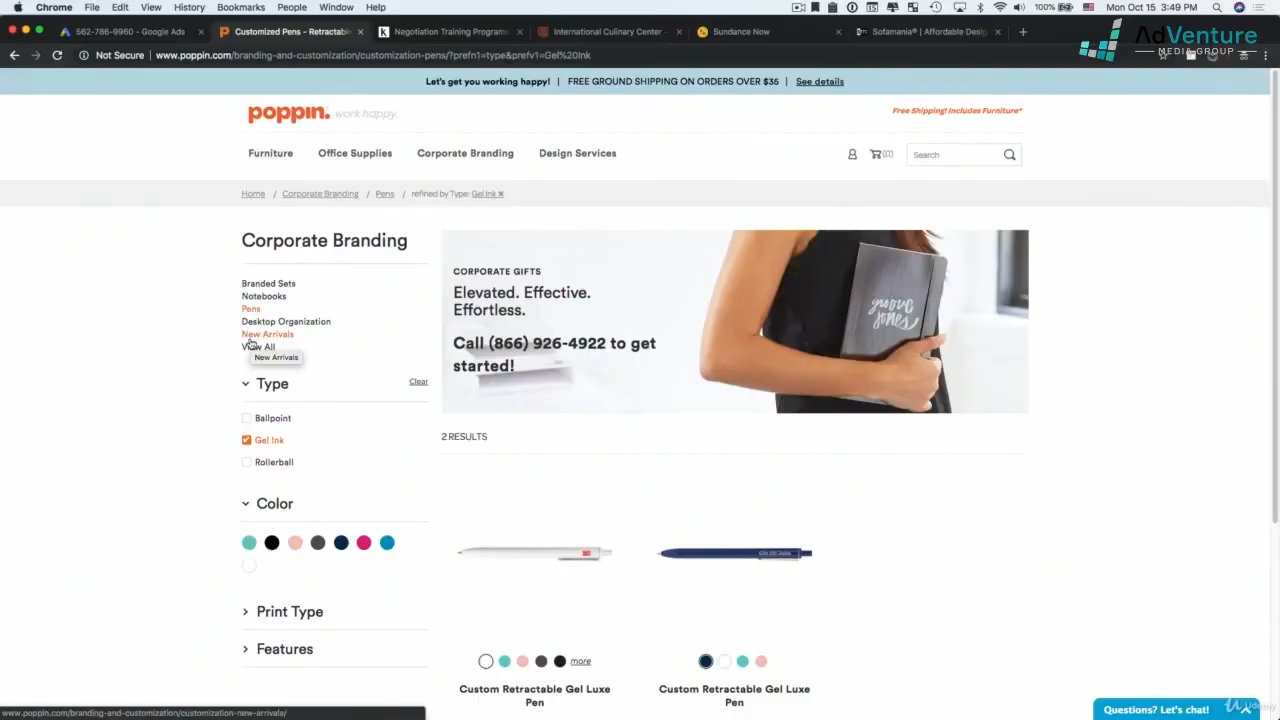 Chrome File Edit View History Bookmarks People Window Help 100% Mon Oct 15 3:49 PM
562-786-9960 - Google Ads Customized Pens - Retractable Negotiation Training Programs International Culinary Center Sundance Now Sofamania® | Affordable Desig
AdVenture
MEDIA GROUP
Not Secure www.poppin.com/branding-and-customization/customization-pens/?prefn1=type&prefv1=Gel%20Ink
Let's get you working happy! | FREE GROUND SHIPPING ON ORDERS OVER $35 | See details
poppin. work happy.
Free Shipping! Includes Furniture*
Furniture Office Supplies Corporate Branding Design Services (0) Search
Home / Corporate Branding / Pens / refined by Type: Gel Ink ✖
Corporate Branding
Branded Sets
Notebooks
Pens
Desktop Organization
New Arrivals
View All
New Arrivals
Type Clear
Ballpoint
Gel Ink
Rollerball
Color
Print Type
Features
CORPORATE GIFTS
Elevated. Effective.
Effortless.
Call (866) 926-4922 to get
started!
groove
jones
2 RESULTS
more
Custom Retractable Gel Luxe
Pen
Custom Retractable Gel Luxe
Pen
www.poppin.com/branding-and-customization/customization-new-arrivals/
Questions? Let's chat!
Udemy